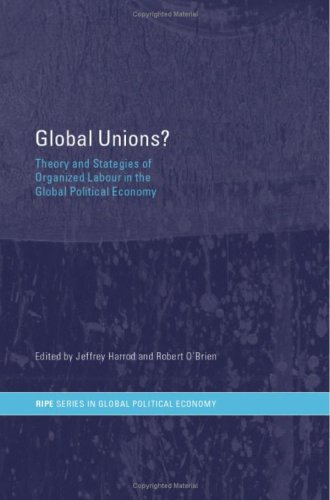 Copyrighted Material
Global Unions?
Theory and Stategies of
Organized Labour in the
Global Political Economy
Edited by Jeffrey Harrod and Robert O'Brien
RIPE SERIES IN GLOBAL POLITICAL ECONOMY
Copyrighted Material